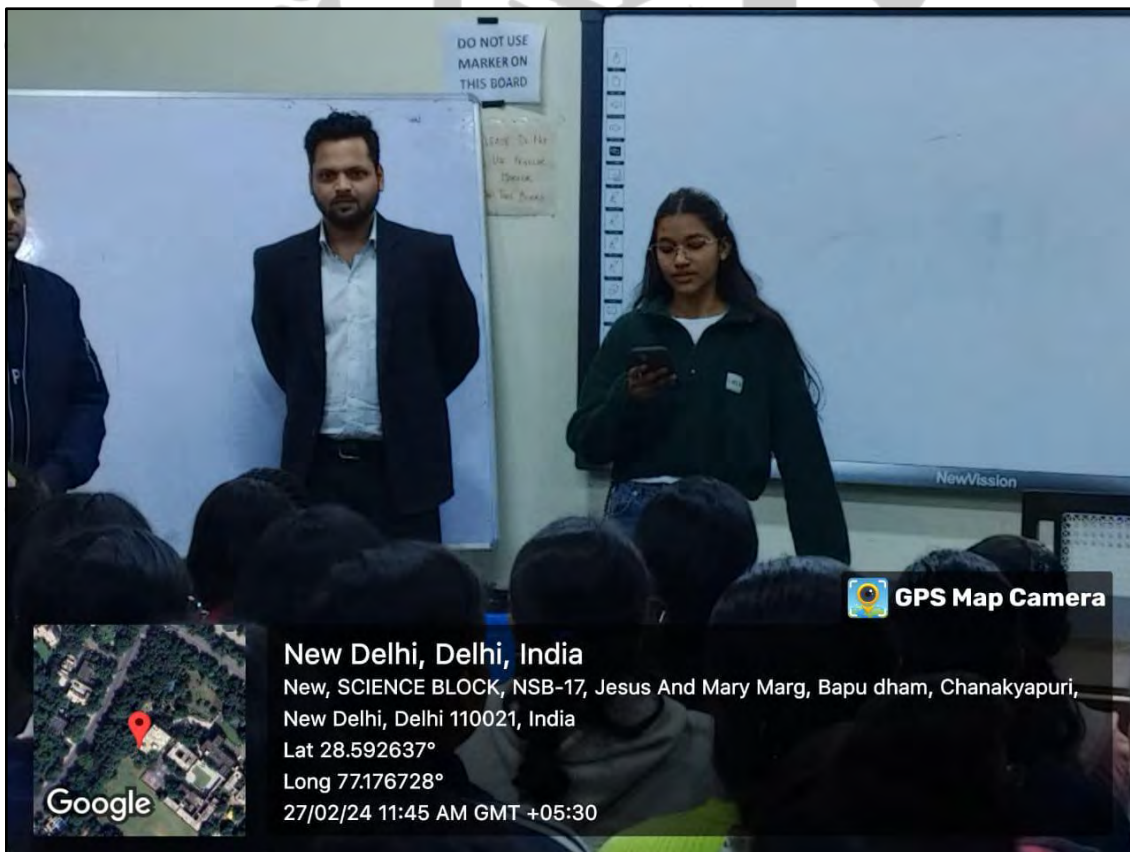 DO NOT USE
MARKER ON
THIS BOARD
NewVission
GPS Map Camera
New Delhi, Delhi, India
New, SCIENCE BLOCK, NSB-17, Jesus And Mary Marg, Bapu dham, Chanakyapuri,
New Delhi, Delhi 110021, India
Lat 28.592637°
Long 77.176728°
27/02/24 11:45 AM GMT +05:30
Google